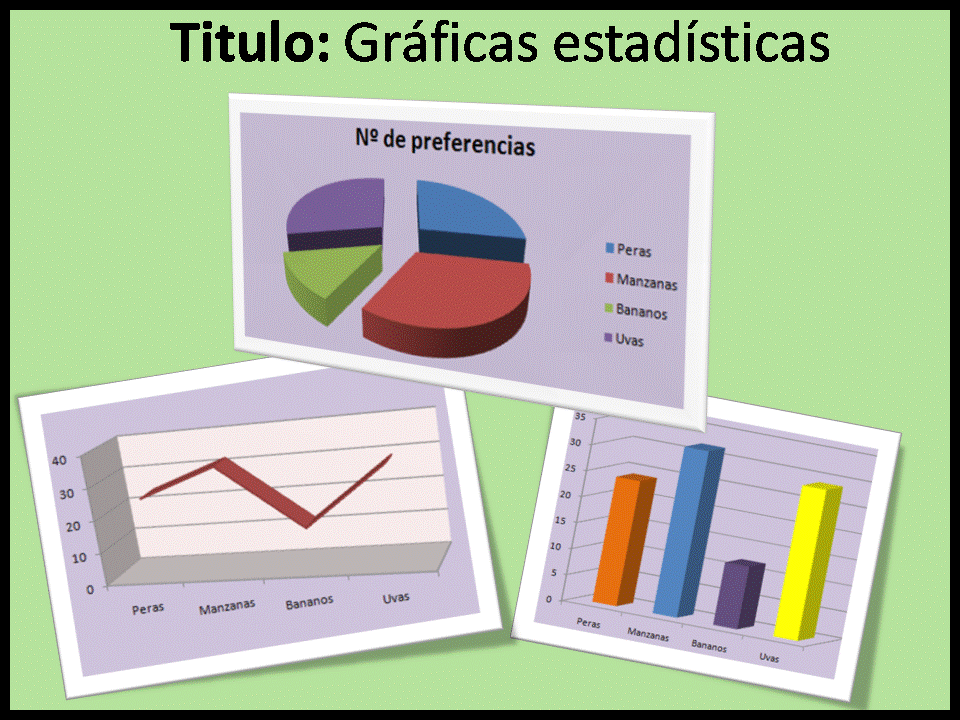 Titulo: Gráficas estadísticas
Nº de preferencias
Peras
Manzanas
Bananos
Uvas
40
30
20
10
0
Peras Manzanas Bananos Uvas
35
30
25
20
15
10
5
0
Peras Manzanas Bananos Uvas